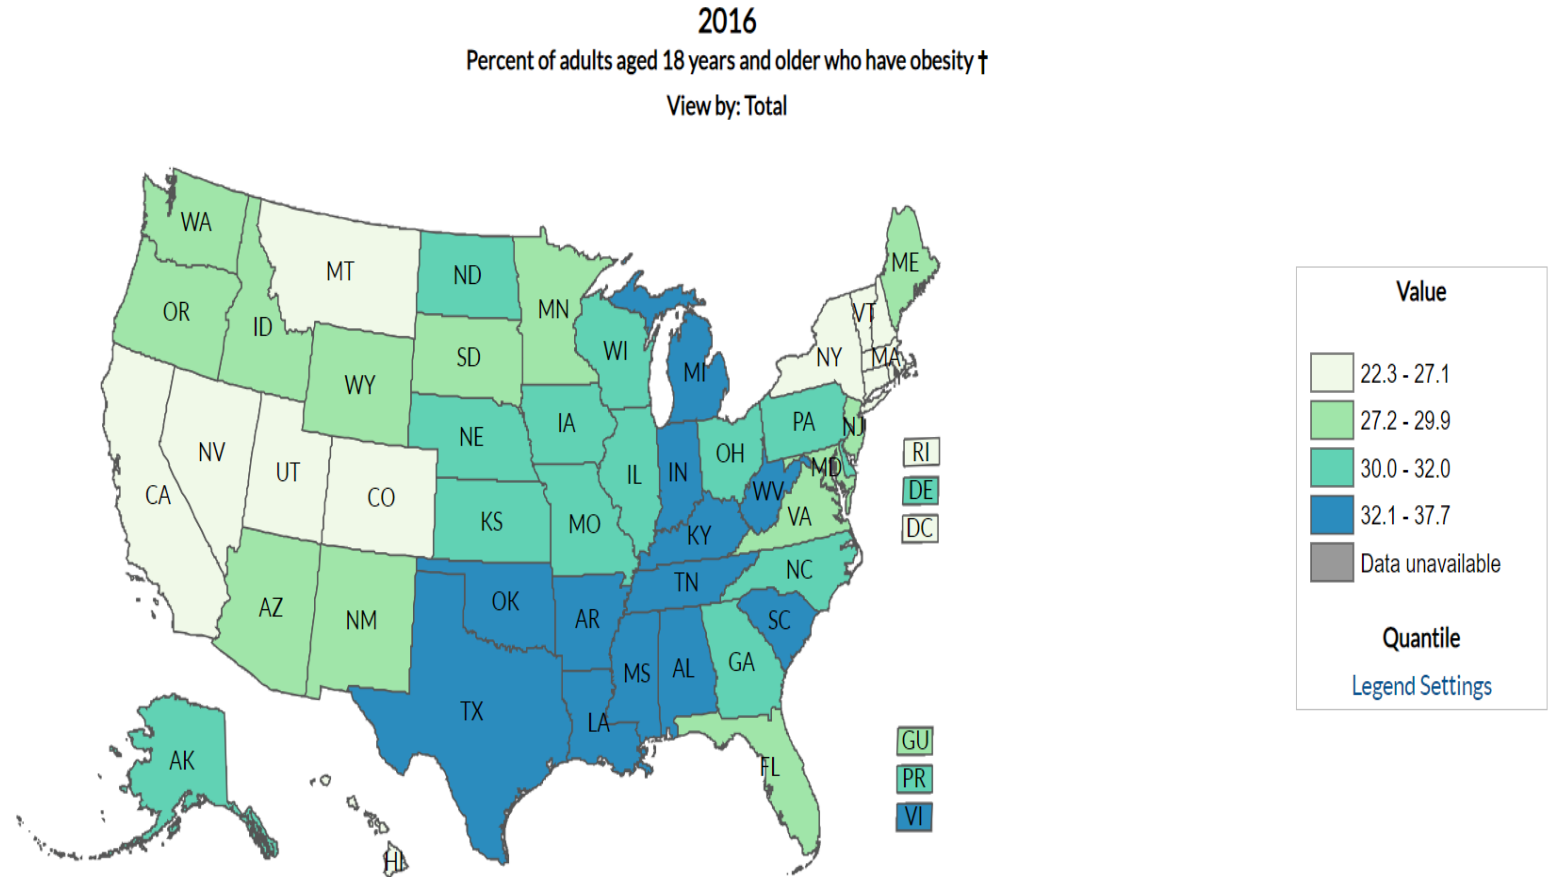 2016
Percent of adults aged 18 years and older who have obesity †
View by: Total
WA
MT
ND
MN
ME
OR
ID
SD
WI
VT
WY
MI
NY
MA
NE
IA
PA
NJ
NV
UT
CO
IL
IN
OH
MD
RI
CA
KS
MO
WV
DE
KY
VA
DC
AZ
NM
OK
AR
TN
NC
SC
MS
AL
GA
TX
LA
AK
FL
GU
PR
VI
HI
Value
22.3 - 27.1
27.2 - 29.9
30.0 - 32.0
32.1 - 37.7
Data unavailable
Quantile
Legend Settings